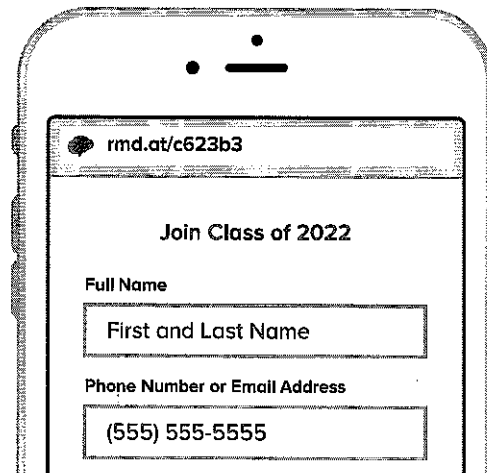 rmd.at/c623b3
Join Class of 2022
Full Name
First and Last Name
Phone Number or Email Address
(555) 555-5555